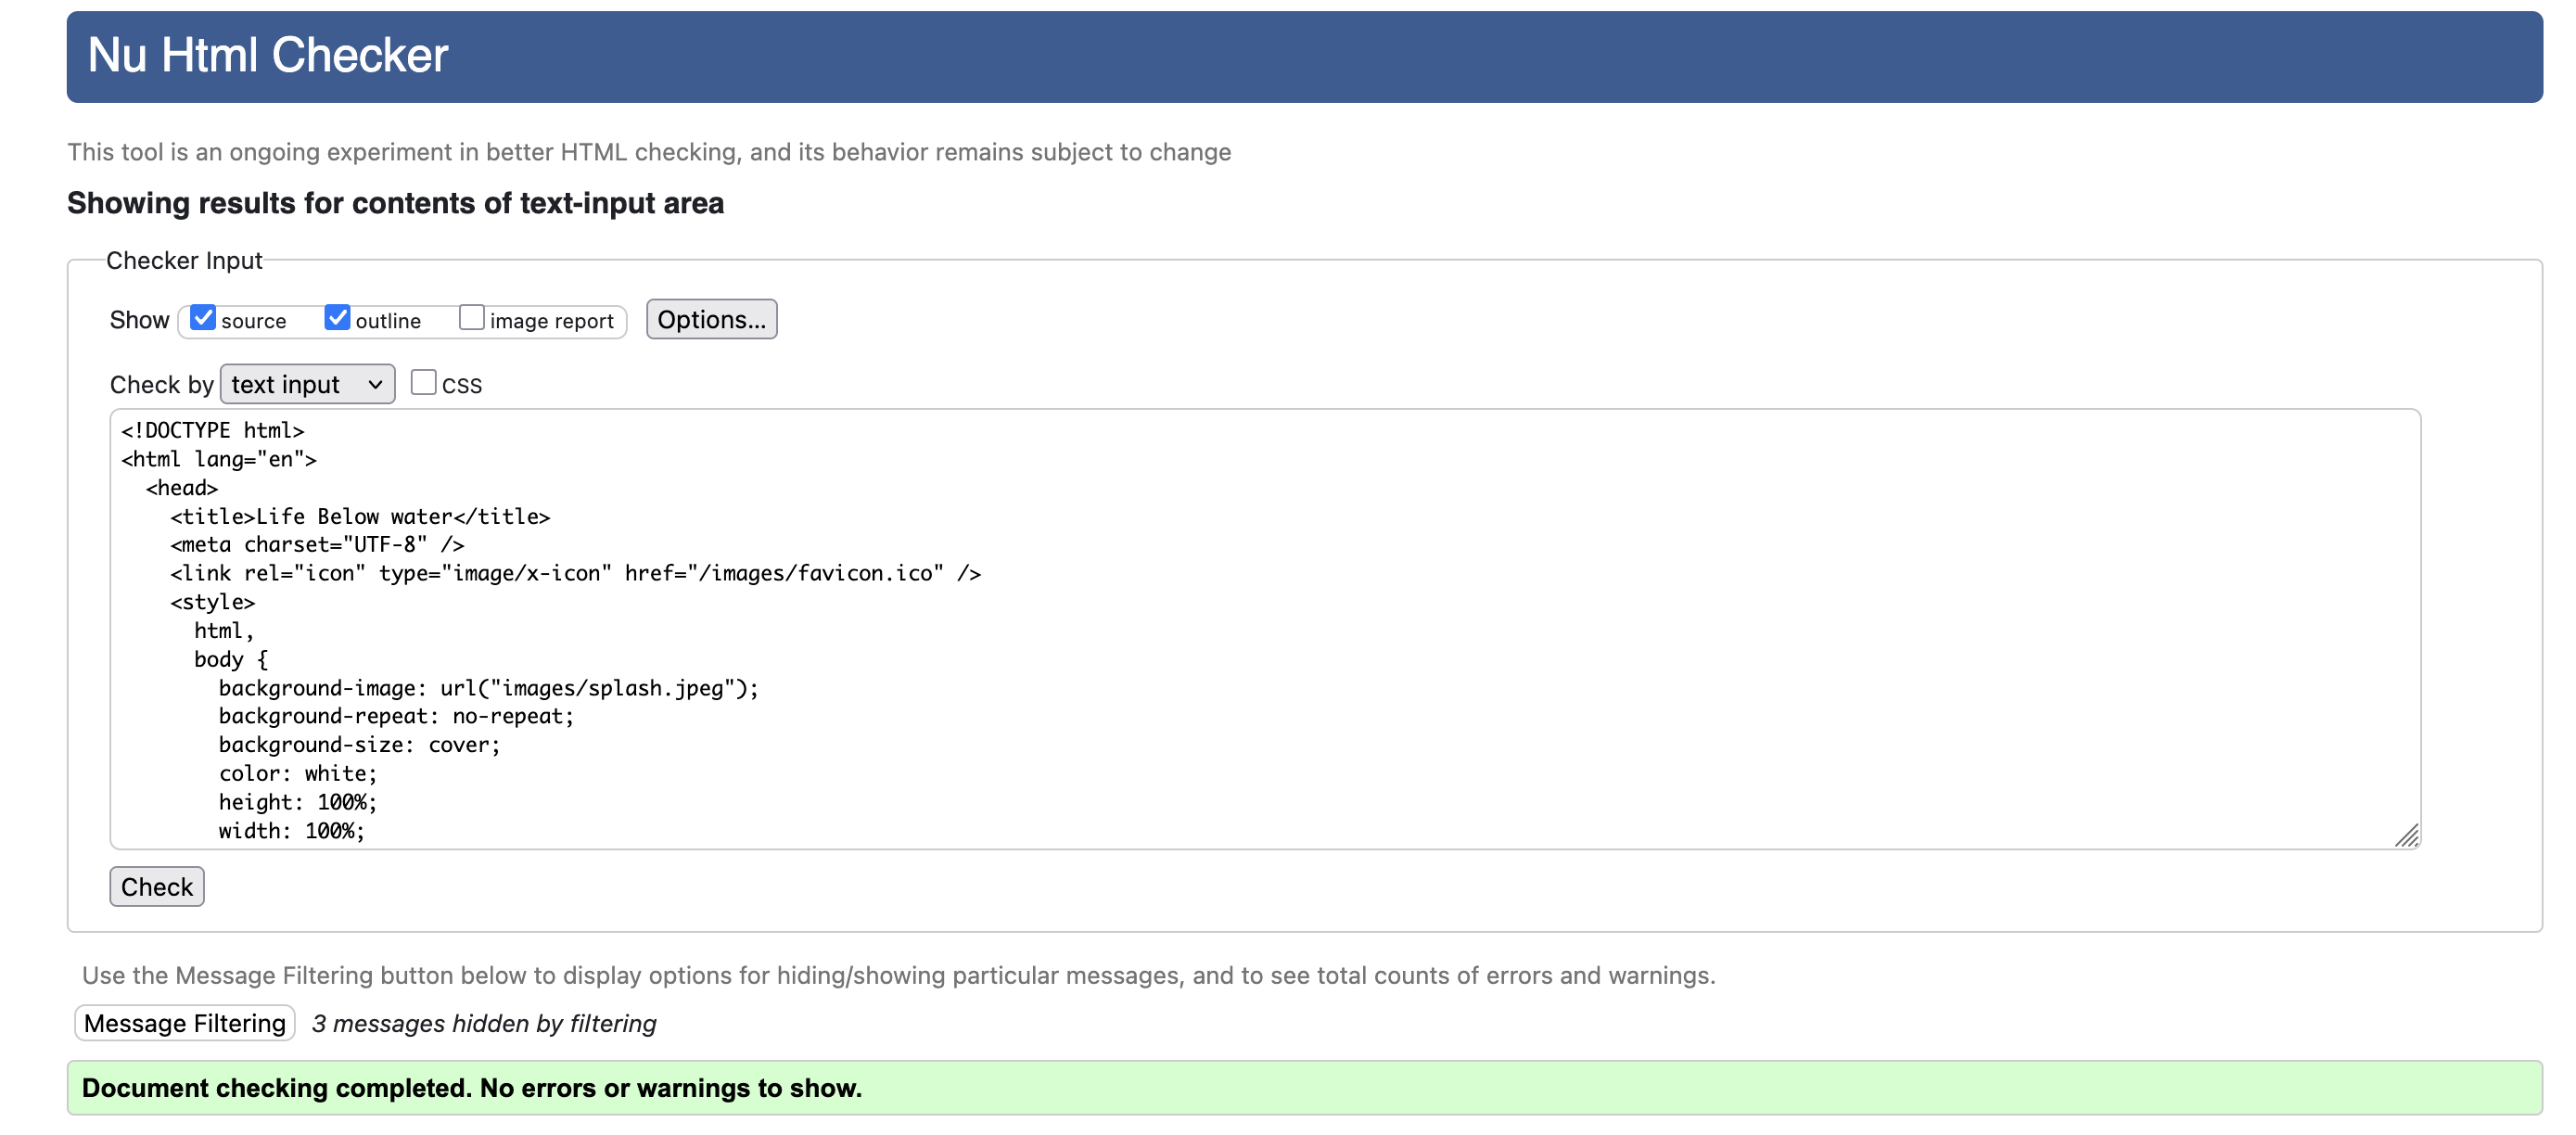 Nu Html Checker
This tool is an ongoing experiment in better HTML checking, and its behavior remains subject to change
Showing results for contents of text-input area
Checker Input
Show source outline image report Options...
Check by text input CSS
<!DOCTYPE html>
<html lang="en">
  <head>
    <title>Life Below water</title>
    <meta charset="UTF-8" />
    <link rel="icon" type="image/x-icon" href="/images/favicon.ico" />
    <style>
      html,
      body {
        background-image: url("images/splash.jpeg");
        background-repeat: no-repeat;
        background-size: cover;
        color: white;
        height: 100%;
        width: 100%;
Check
Use the Message Filtering button below to display options for hiding/showing particular messages, and to see total counts of errors and warnings.
Message Filtering 3 messages hidden by filtering
Document checking completed. No errors or warnings to show.